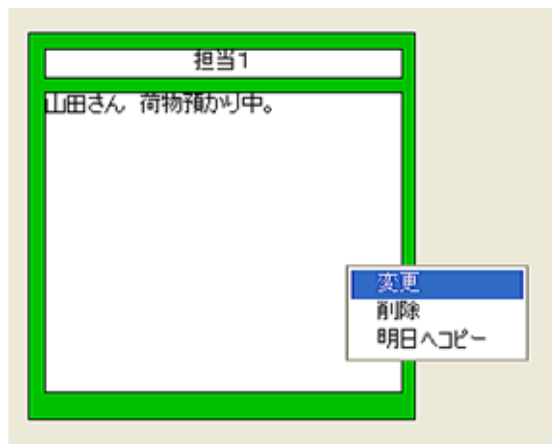 担当1
山田さん 荷物預かり中。
変更
削除
明日へコピー